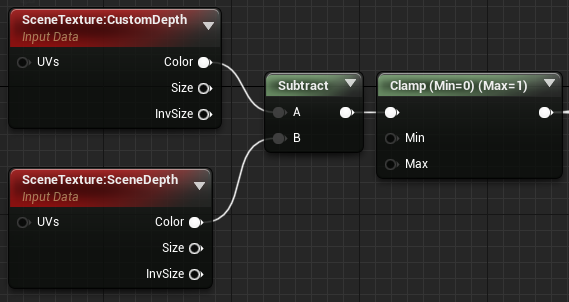 SceneTexture:CustomDepth
Input Data
UVs Color
Size
InvSize
Subtract
A
B
Clamp (Min=0) (Max=1)
Min
Max
SceneTexture:SceneDepth
Input Data
UVs Color
Size
InvSize